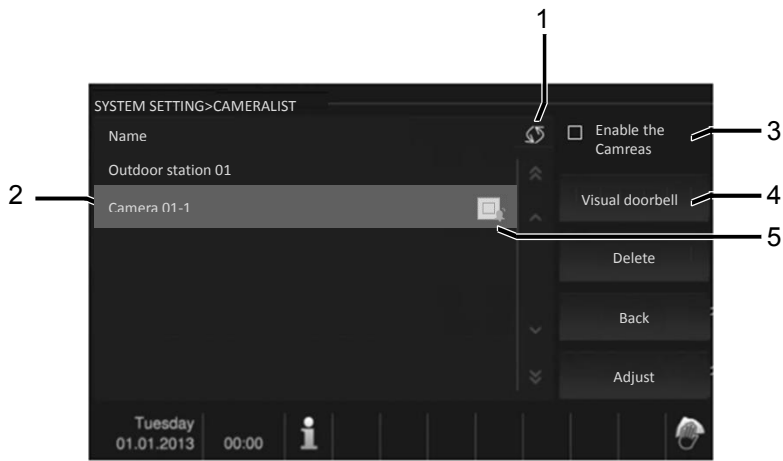 1
SYSTEM SETTING>CAMERALIST
Name
Enable the
Camreas
3
Outdoor station 01
2
Camera 01-1
Visual doorbell
4
5
Delete
Back
Adjust
Tuesday
01.01.2013
00:00